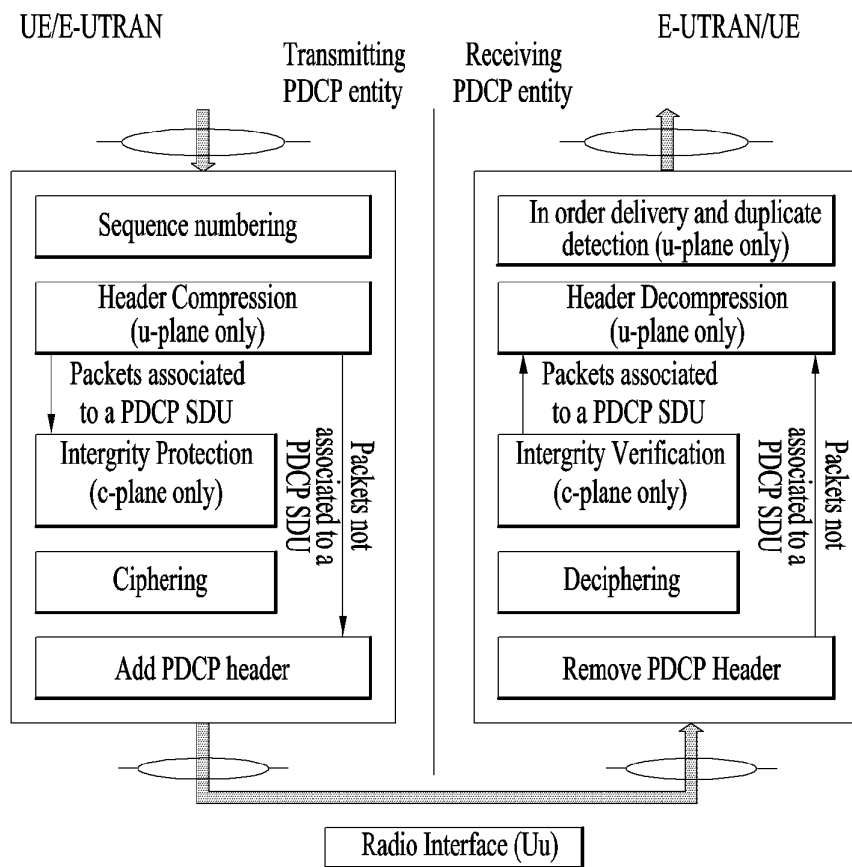 UE/E-UTRAN
E-UTRAN/UE
Transmitting
PDCP entity
Receiving
PDCP entity
Sequence numbering
Header Compression
(u-plane only)
Packets associated
to a PDCP SDU
Intergrity Protection
(c-plane only)
Packets not
associated to a
PDCP SDU
Ciphering
Add PDCP header
In order delivery and duplicate
detection (u-plane only)
Header Decompression
(u-plane only)
Packets associated
to a PDCP SDU
Intergrity Verification
(c-plane only)
Packets not
associated to a
PDCP SDU
Deciphering
Remove PDCP Header
Radio Interface (Uu)